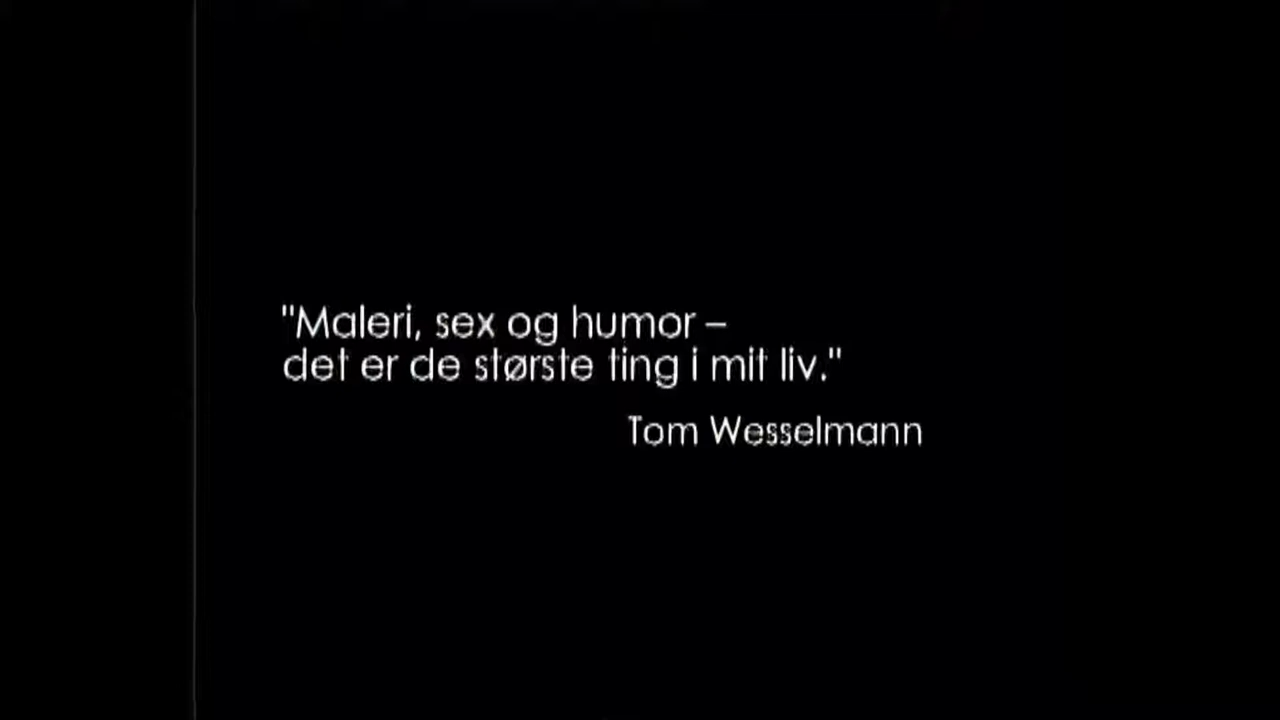 "Maleri, sex og humor –
det er de største ting i mit liv."
Tom Wesselmann